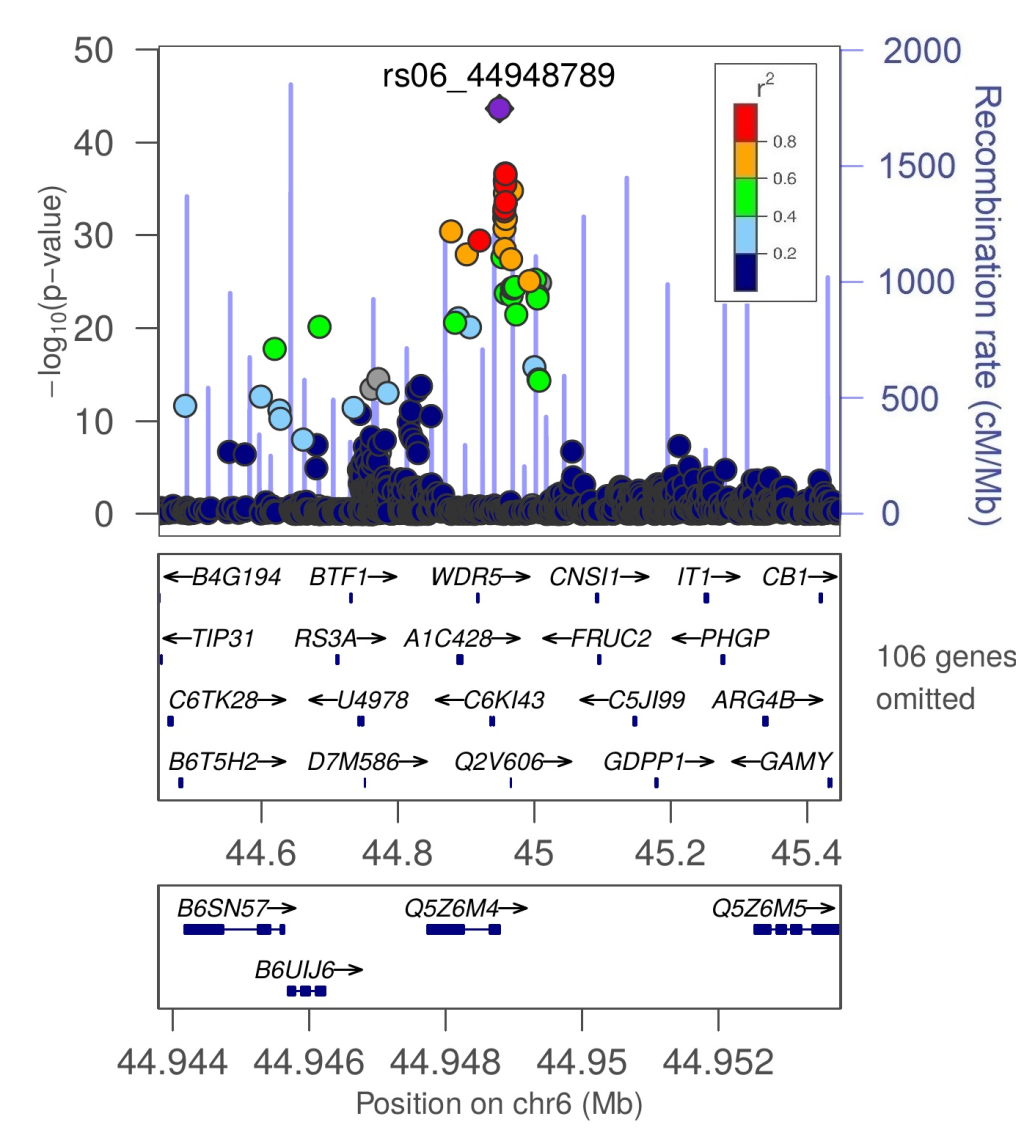 rs06_44948789
50
40
30
20
10
0
−log10(p−value)
2000
1500
1000
500
0
Recombination rate (cM/Mb)
r2
0.8
0.6
0.4
0.2
←B4G194 BTF1→ WDR5→ CNSI1→ IT1→ CB1→
←TIP31 RS3A→ A1C428→ ←FRUC2 ←PHGP
C6TK28→ ←U4978 ←C6KI43 ←C5JI99 ARG4B→
B6T5H2→ D7M586→ Q2V606→ GDPP1→ ←GAMY
106 genes
omitted
44.6 44.8 45 45.2 45.4
B6SN57→ Q5Z6M4→ Q5Z6M5→
B6UIJ6→
44.944 44.946 44.948 44.95 44.952
Position on chr6 (Mb)